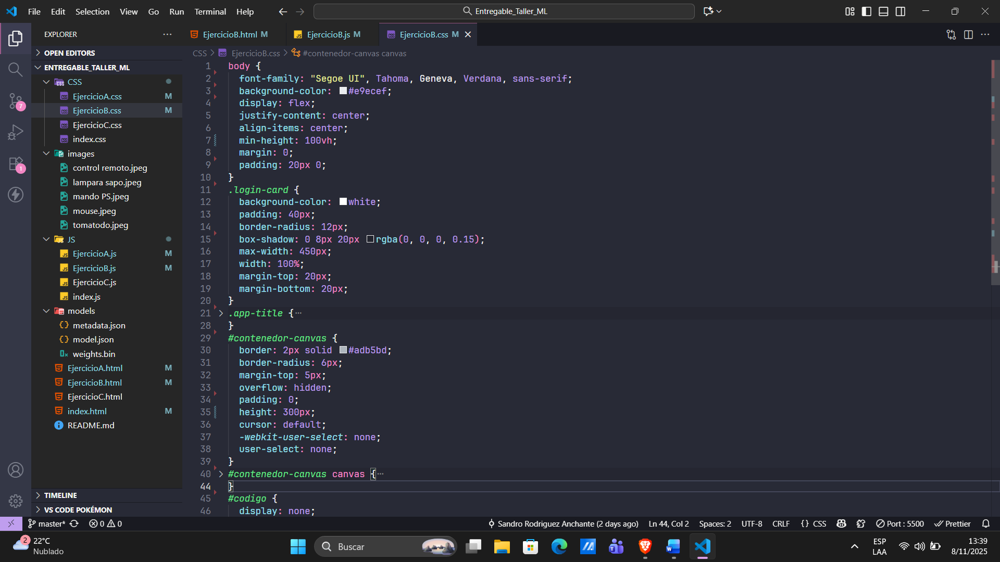 File Edit Selection View Go Run Terminal Help
Entregable_Taller_ML
EXPLORER
OPEN EDITORS
ENTREGABLE_TALLER_ML
CSS
EjercicioA.css M
EjercicioB.css M
EjercicioC.css
index.css
images
control remoto.jpeg
lampara sapo.jpeg
mando PS.jpeg
mouse.jpeg
tomatodo.jpeg
JS
EjercicioA.js M
EjercicioB.js M
EjercicioC.js
index.js
models
metadata.json
model.json
weights.bin
EjercicioA.html M
EjercicioB.html M
EjercicioC.html
index.html M
README.md
TIMELINE
VS CODE POKÉMON
7
1
EjercicioB.html M EjercicioB.js M EjercicioB.css M
CSS > EjercicioB.css > #contenedor-canvas canvas
1 body {
2 font-family: "Segoe UI", Tahoma, Geneva, Verdana, sans-serif;
3 background-color: #e9ecef;
4 display: flex;
5 justify-content: center;
6 align-items: center;
7 min-height: 100vh;
8 margin: 0;
9 padding: 20px 0;
10 }
11 .login-card {
12 background-color: white;
13 padding: 40px;
14 border-radius: 12px;
15 box-shadow: 0 8px 20px rgba(0, 0, 0, 0.15);
16 max-width: 450px;
17 width: 100%;
18 margin-top: 20px;
19 margin-bottom: 20px;
20 }
21 .app-title {···
28 }
29 #contenedor-canvas {
30 border: 2px solid #adb5bd;
31 border-radius: 6px;
32 margin-top: 5px;
33 overflow: hidden;
34 padding: 0;
35 height: 300px;
36 cursor: default;
37 -webkit-user-select: none;
38 user-select: none;
39 }
40 #contenedor-canvas canvas {···
44 }
45 #codigo {
46 display: none;
master* 0 0 Sandro Rodriguez Anchante (2 days ago) Ln 44, Col 2 Spaces: 2 UTF-8 CRLF {} CSS Port : 5500 Prettier
2
22°C
Nublado
Buscar
ESP
LAA
13:39
8/11/2025